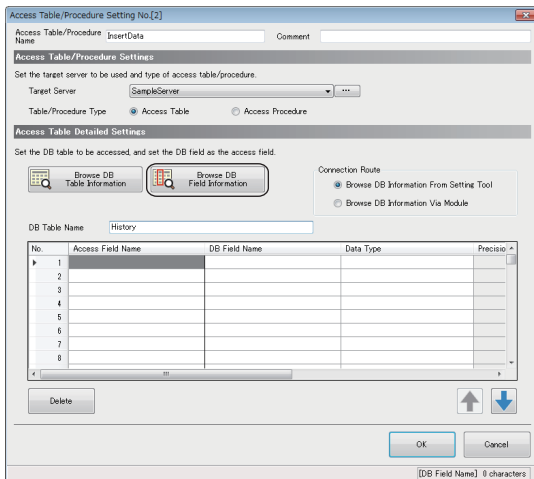 Access Table/Procedure Setting No.[2]
Access Table/Procedure Name InsertData Comment
Access Table/Procedure Settings
Set the target server to be used and type of access table/procedure.
Target Server SampleServer ...
Table/Procedure Type Access Table Access Procedure
Access Table Detailed Settings
Set the DB table to be accessed, and set the DB field as the access field.
Browse DB Table Information
Browse DB Field Information
Connection Route
Browse DB Information From Setting Tool
Browse DB Information Via Module
DB Table Name History
No. Access Field Name DB Field Name Data Type Precisio
1
2
3
4
5
6
7
8
Delete
OK Cancel
[DB Field Name] 0 characters